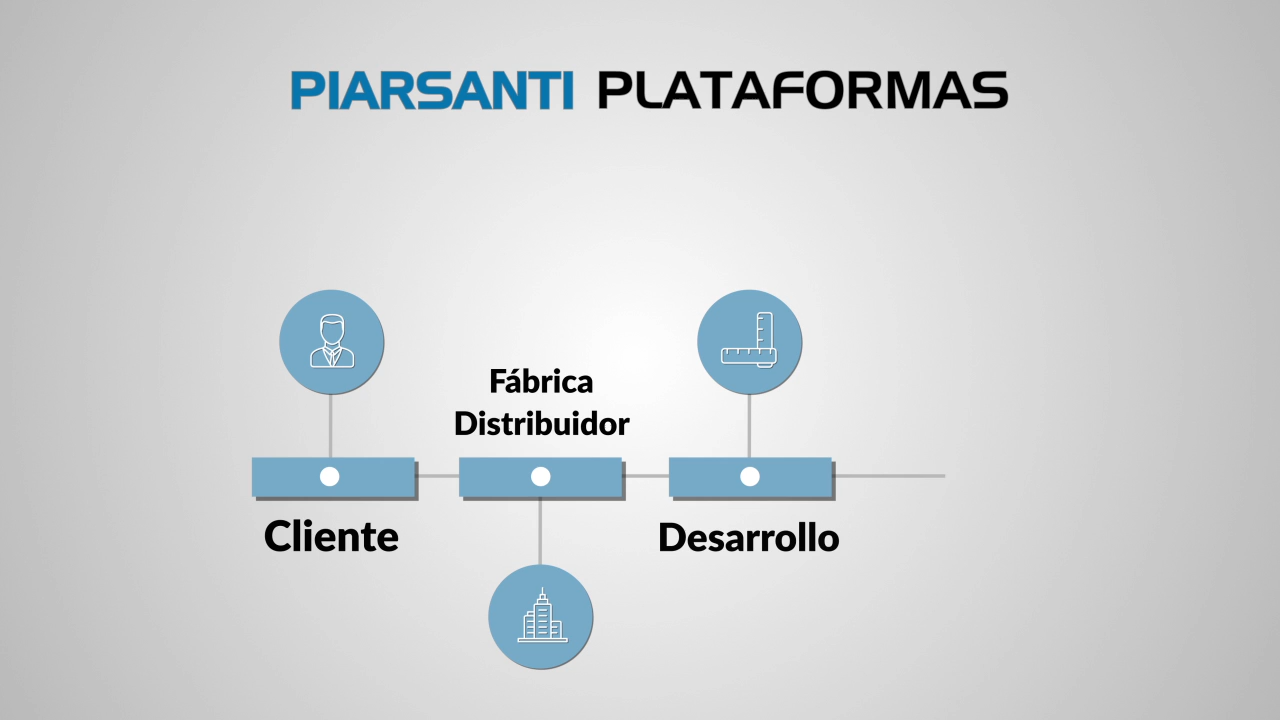 PIARSANTI PLATAFORMAS
Fábrica
Distribuidor
Cliente
Desarrollo